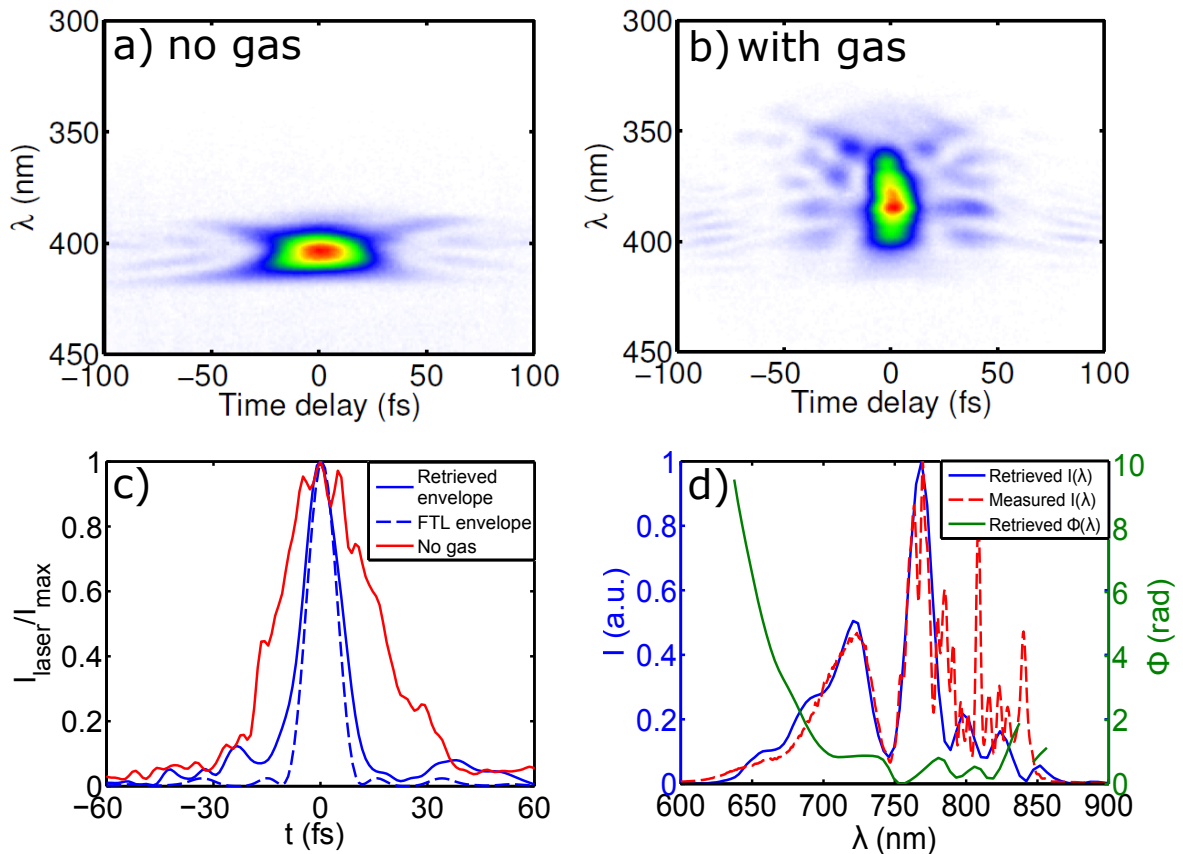 a) no gas
300
350
400
450
λ (nm)
−100
−50
0
50
100
Time delay (fs)
b) with gas
300
350
400
450
λ (nm)
−100
−50
0
50
100
Time delay (fs)
c)
1
0.8
0.6
0.4
0.2
0
I_laser/I_max
−60
−30
0
30
60
t (fs)
Retrieved
envelope
FTL envelope
No gas
d)
1
0.8
0.6
0.4
0.2
0
I (a.u.)
600
650
700
750
800
850
900
λ (nm)
10
8
6
4
2
0
Φ (rad)
Retrieved I(λ)
Measured I(λ)
Retrieved Φ(λ)